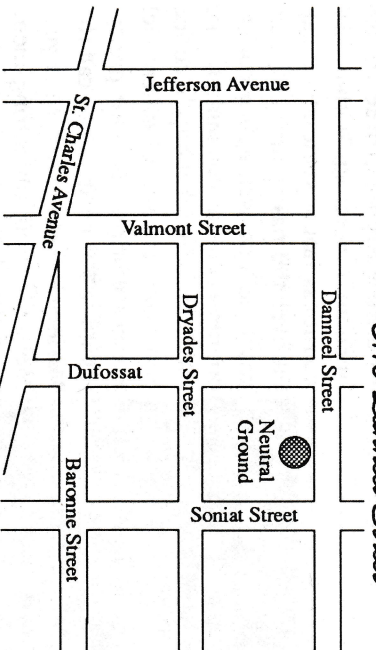 Jefferson Avenue
St. Charles Avenue
Valmont Street
Dryades Street
Danneel Street
Dufossat
Neutral
Ground
Baronne Street
Soniat Street